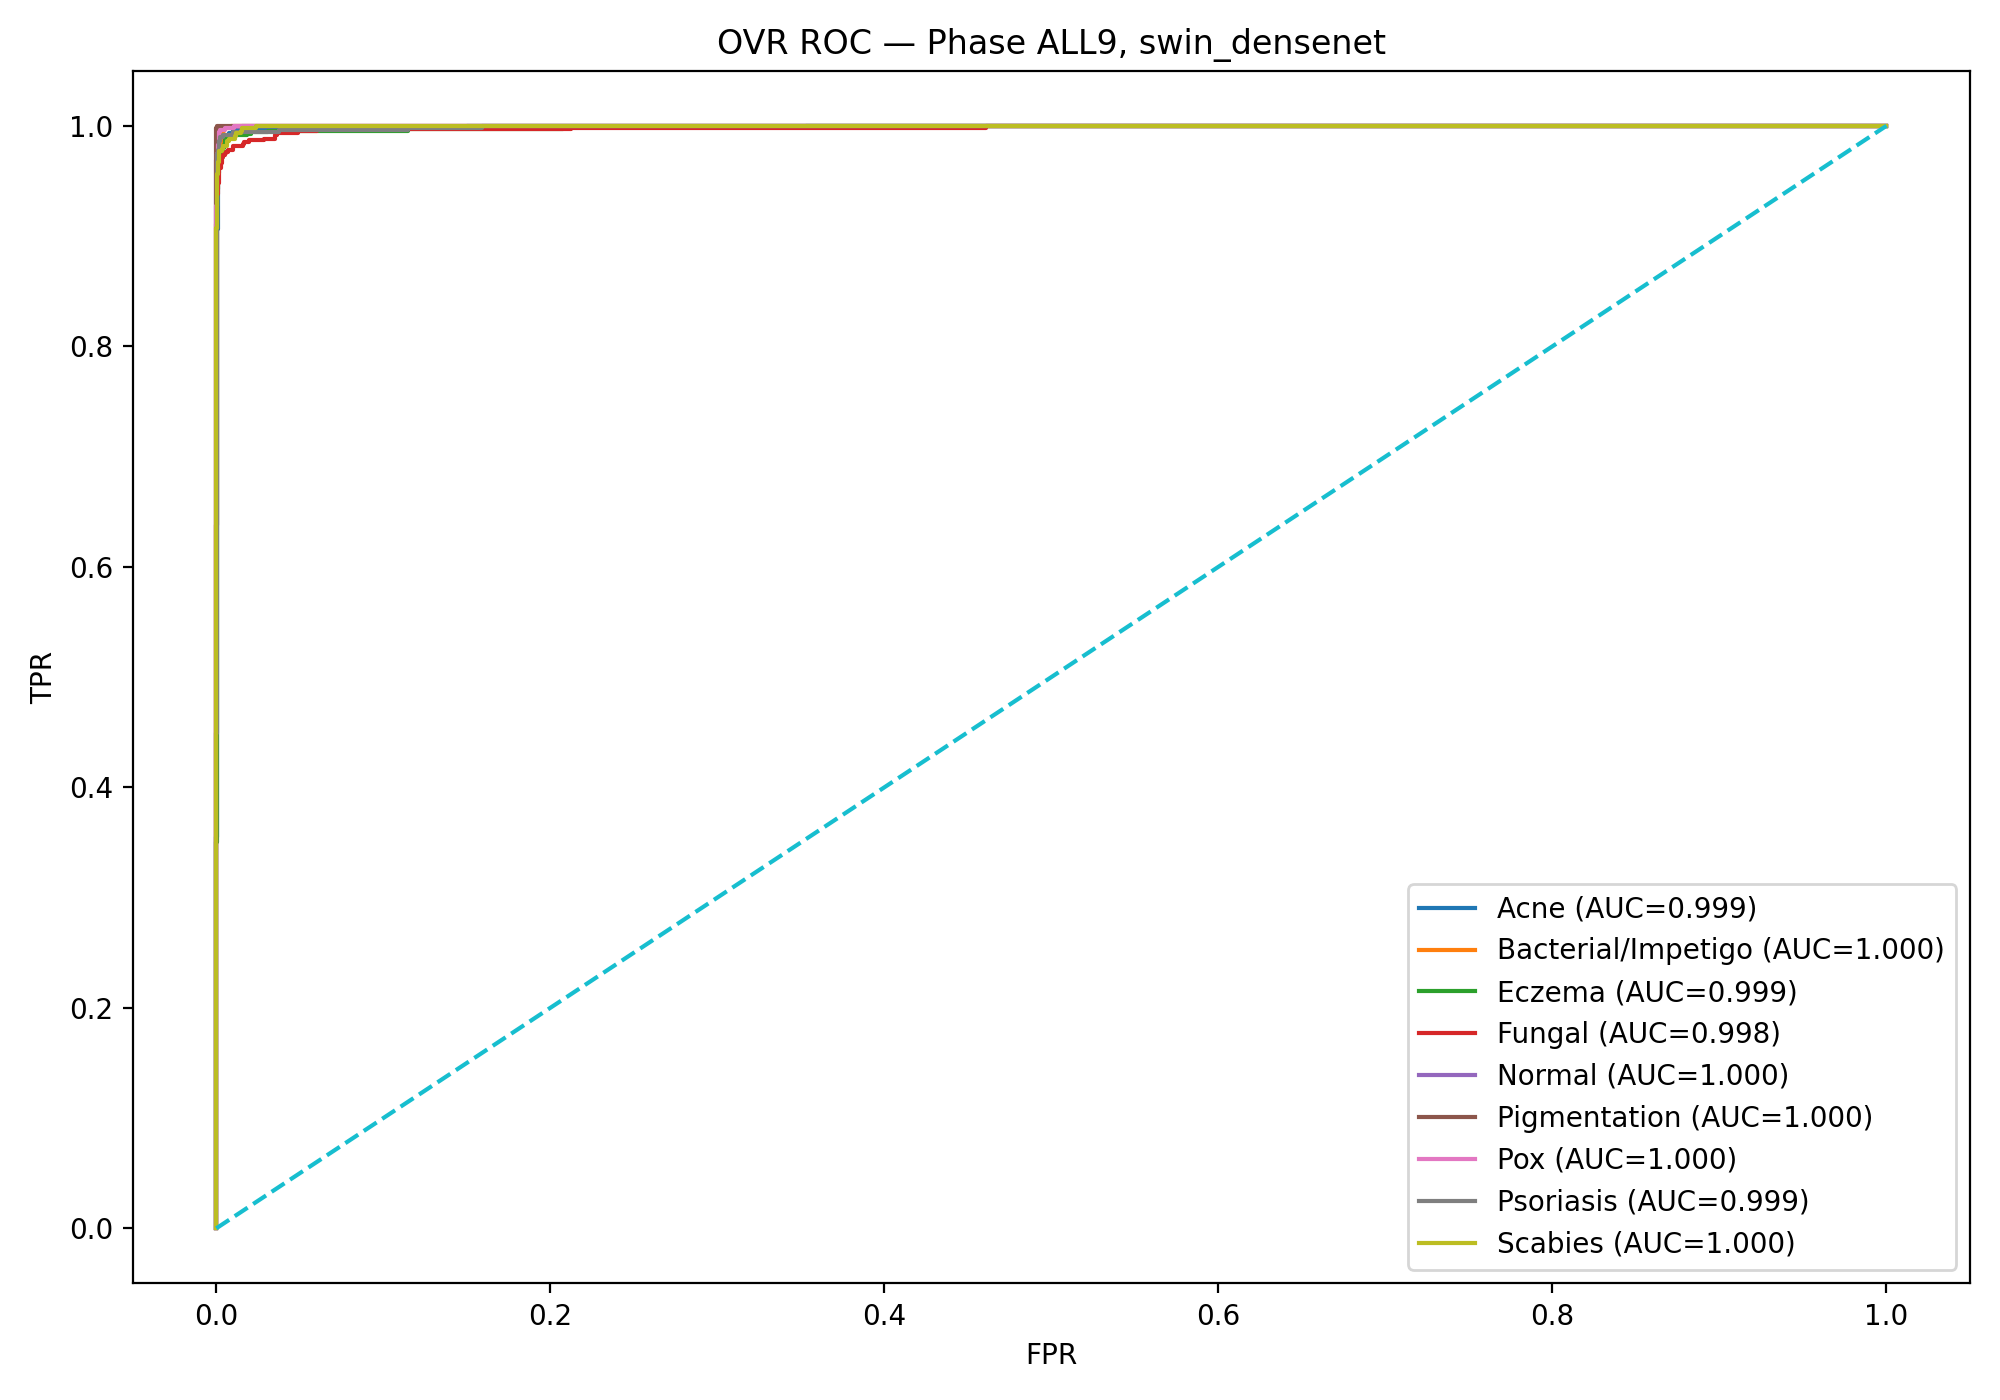 OVR ROC — Phase ALL9, swin_densenet
1.0
0.8
0.6
0.4
0.2
0.0
TPR
0.0 0.2 0.4 0.6 0.8 1.0
FPR
Acne (AUC=0.999)
Bacterial/Impetigo (AUC=1.000)
Eczema (AUC=0.999)
Fungal (AUC=0.998)
Normal (AUC=1.000)
Pigmentation (AUC=1.000)
Pox (AUC=1.000)
Psoriasis (AUC=0.999)
Scabies (AUC=1.000)